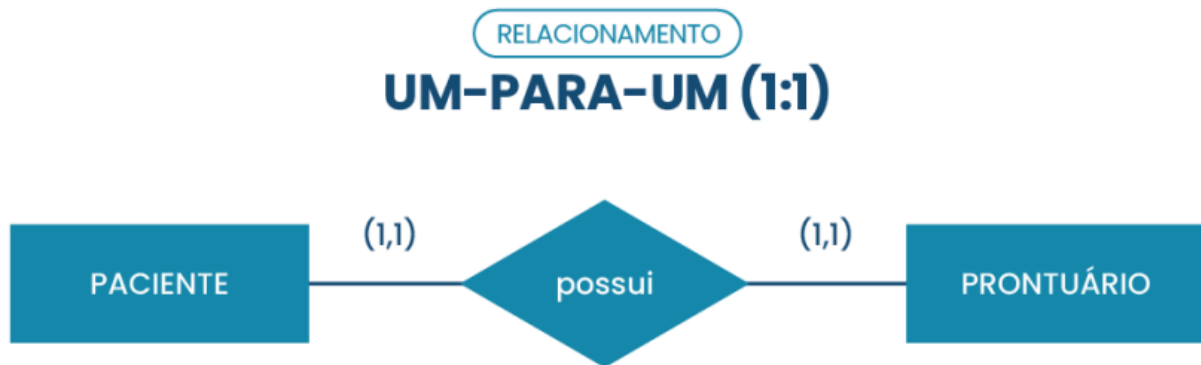 RELACIONAMENTO
UM-PARA-UM (1:1)
(1,1)
(1,1)
PACIENTE
possui
PRONTUÁRIO